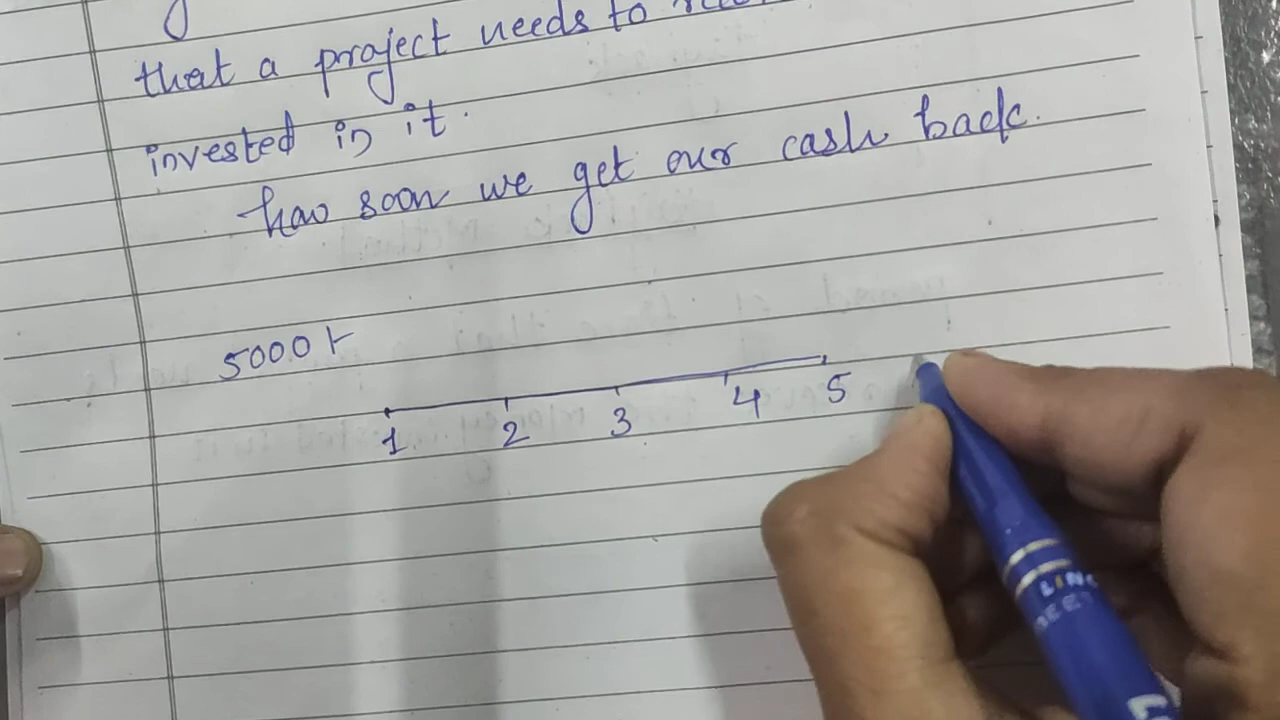 that a project needs to
invested in it.
how soon we get our cash back.
5000
1 2 3 4 5
LINC